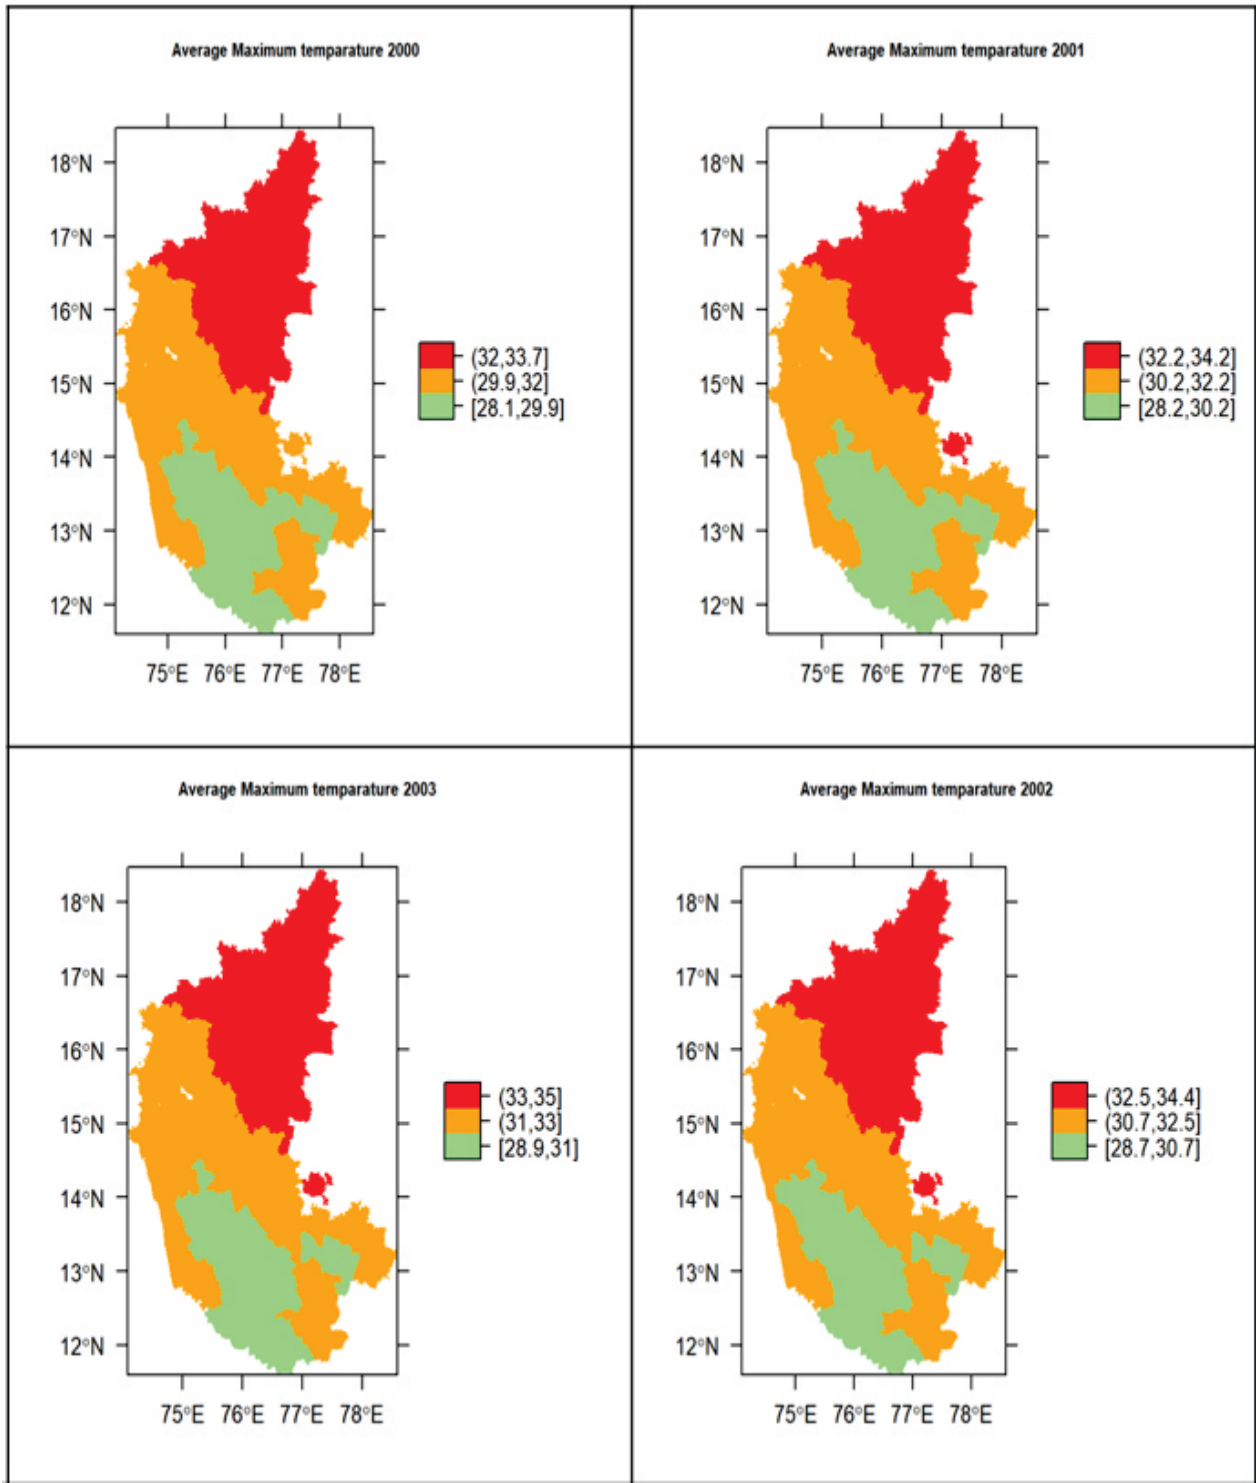 Average Maximum temparature 2000
18°N
17°N
16°N
15°N
14°N
13°N
12°N
75°E 76°E 77°E 78°E
(32,33.7]
(29.9,32]
[28.1,29.9]
Average Maximum temparature 2001
18°N
17°N
16°N
15°N
14°N
13°N
12°N
75°E 76°E 77°E 78°E
(32.2,34.2]
(30.2,32.2]
[28.2,30.2]
Average Maximum temparature 2003
18°N
17°N
16°N
15°N
14°N
13°N
12°N
75°E 76°E 77°E 78°E
(33,35]
(31,33]
[28.9,31]
Average Maximum temparature 2002
18°N
17°N
16°N
15°N
14°N
13°N
12°N
75°E 76°E 77°E 78°E
(32.5,34.4]
(30.7,32.5]
[28.7,30.7]